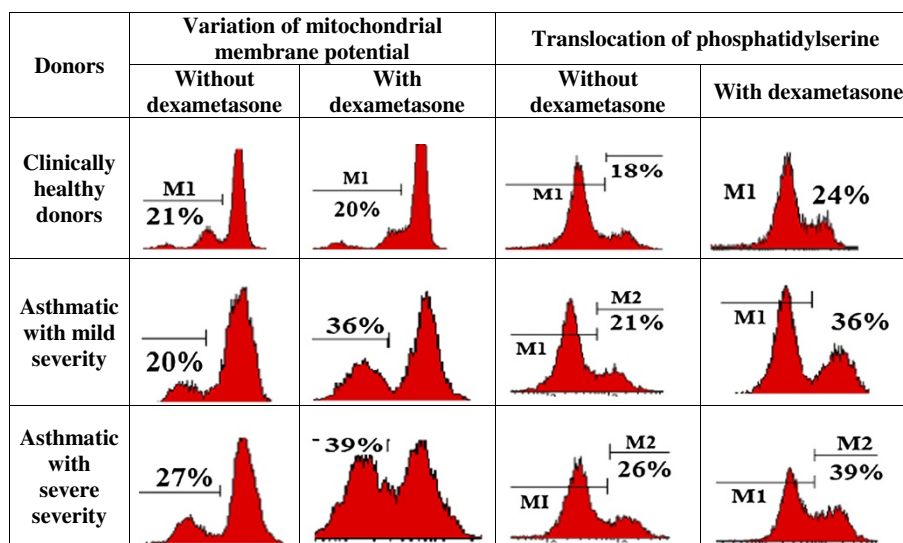 Donors
Variation of mitochondrial
membrane potential
Translocation of phosphatidylserine
Without
dexametasone
With
dexametasone
Without
dexametasone
With dexametasone
Clinically
healthy
donors
M1
21%
M1
20%
18%
M1
M1
24%
Asthmatic
with mild
severity
20%
36%
M2
21%
M1
M1
36%
Asthmatic
with
severe
severity
27%
39%
M2
26%
MI
M2
39%
M1